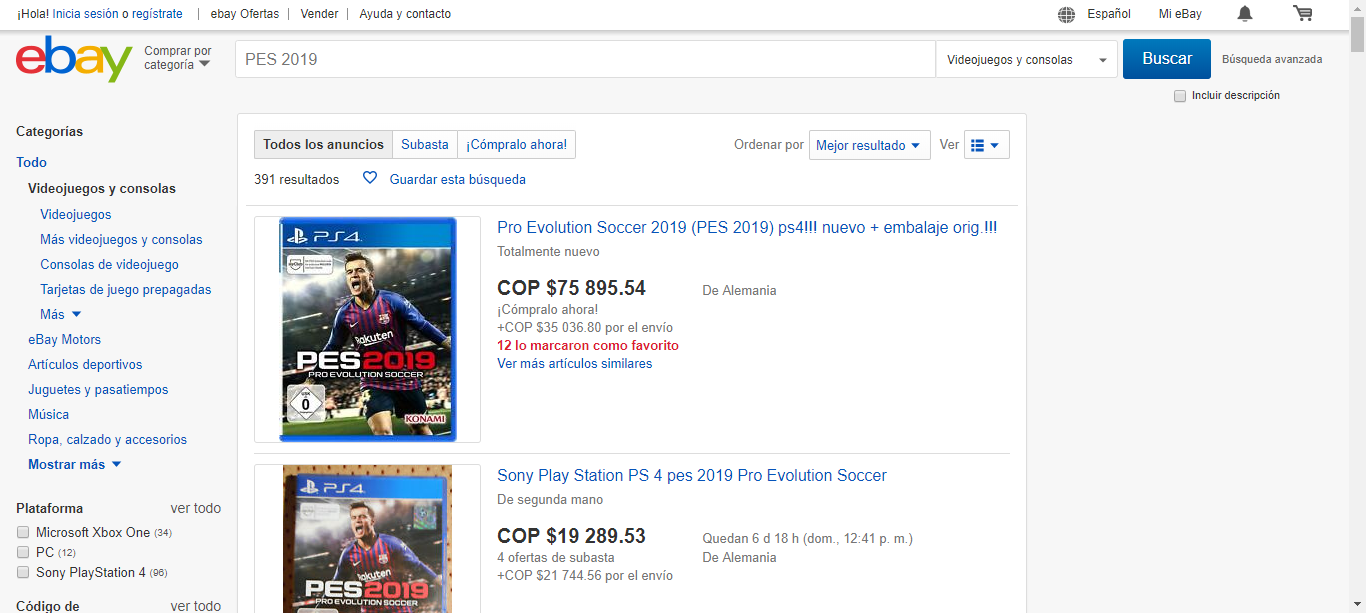 ¡Hola! Inicia sesión o regístrate | ebay Ofertas | Vender | Ayuda y contacto
Español
Mi eBay
ebay
Comprar por
categoría
PES 2019
Videojuegos y consolas
Buscar
Búsqueda avanzada
Incluir descripción
Categorías
Todo
Videojuegos y consolas
Videojuegos
Más videojuegos y consolas
Consolas de videojuego
Tarjetas de juego prepagadas
Más
eBay Motors
Artículos deportivos
Juguetes y pasatiempos
Música
Ropa, calzado y accesorios
Mostrar más
Plataforma ver todo
Microsoft Xbox One (34)
PC (12)
Sony PlayStation 4 (96)
Código de ver todo
Todos los anuncios Subasta ¡Cómpralo ahora!
Ordenar por Mejor resultado Ver
391 resultados Guardar esta búsqueda
PS4
Rakuten
PES2019
PRO EVOLUTION SOCCER
USK
0
KONAMI
Pro Evolution Soccer 2019 (PES 2019) ps4!!! nuevo + embalaje orig.!!!
Totalmente nuevo
COP $75 895.54 De Alemania
¡Cómpralo ahora!
+COP $35 036.80 por el envío
12 lo marcaron como favorito
Ver más artículos similares
PS4
Rakuten
PES2019
PRO EVOLUTION SOCCER
Sony Play Station PS 4 pes 2019 Pro Evolution Soccer
De segunda mano
COP $19 289.53 Quedan 6 d 18 h (dom., 12:41 p. m.)
4 ofertas de subasta De Alemania
+COP $21 744.56 por el envío